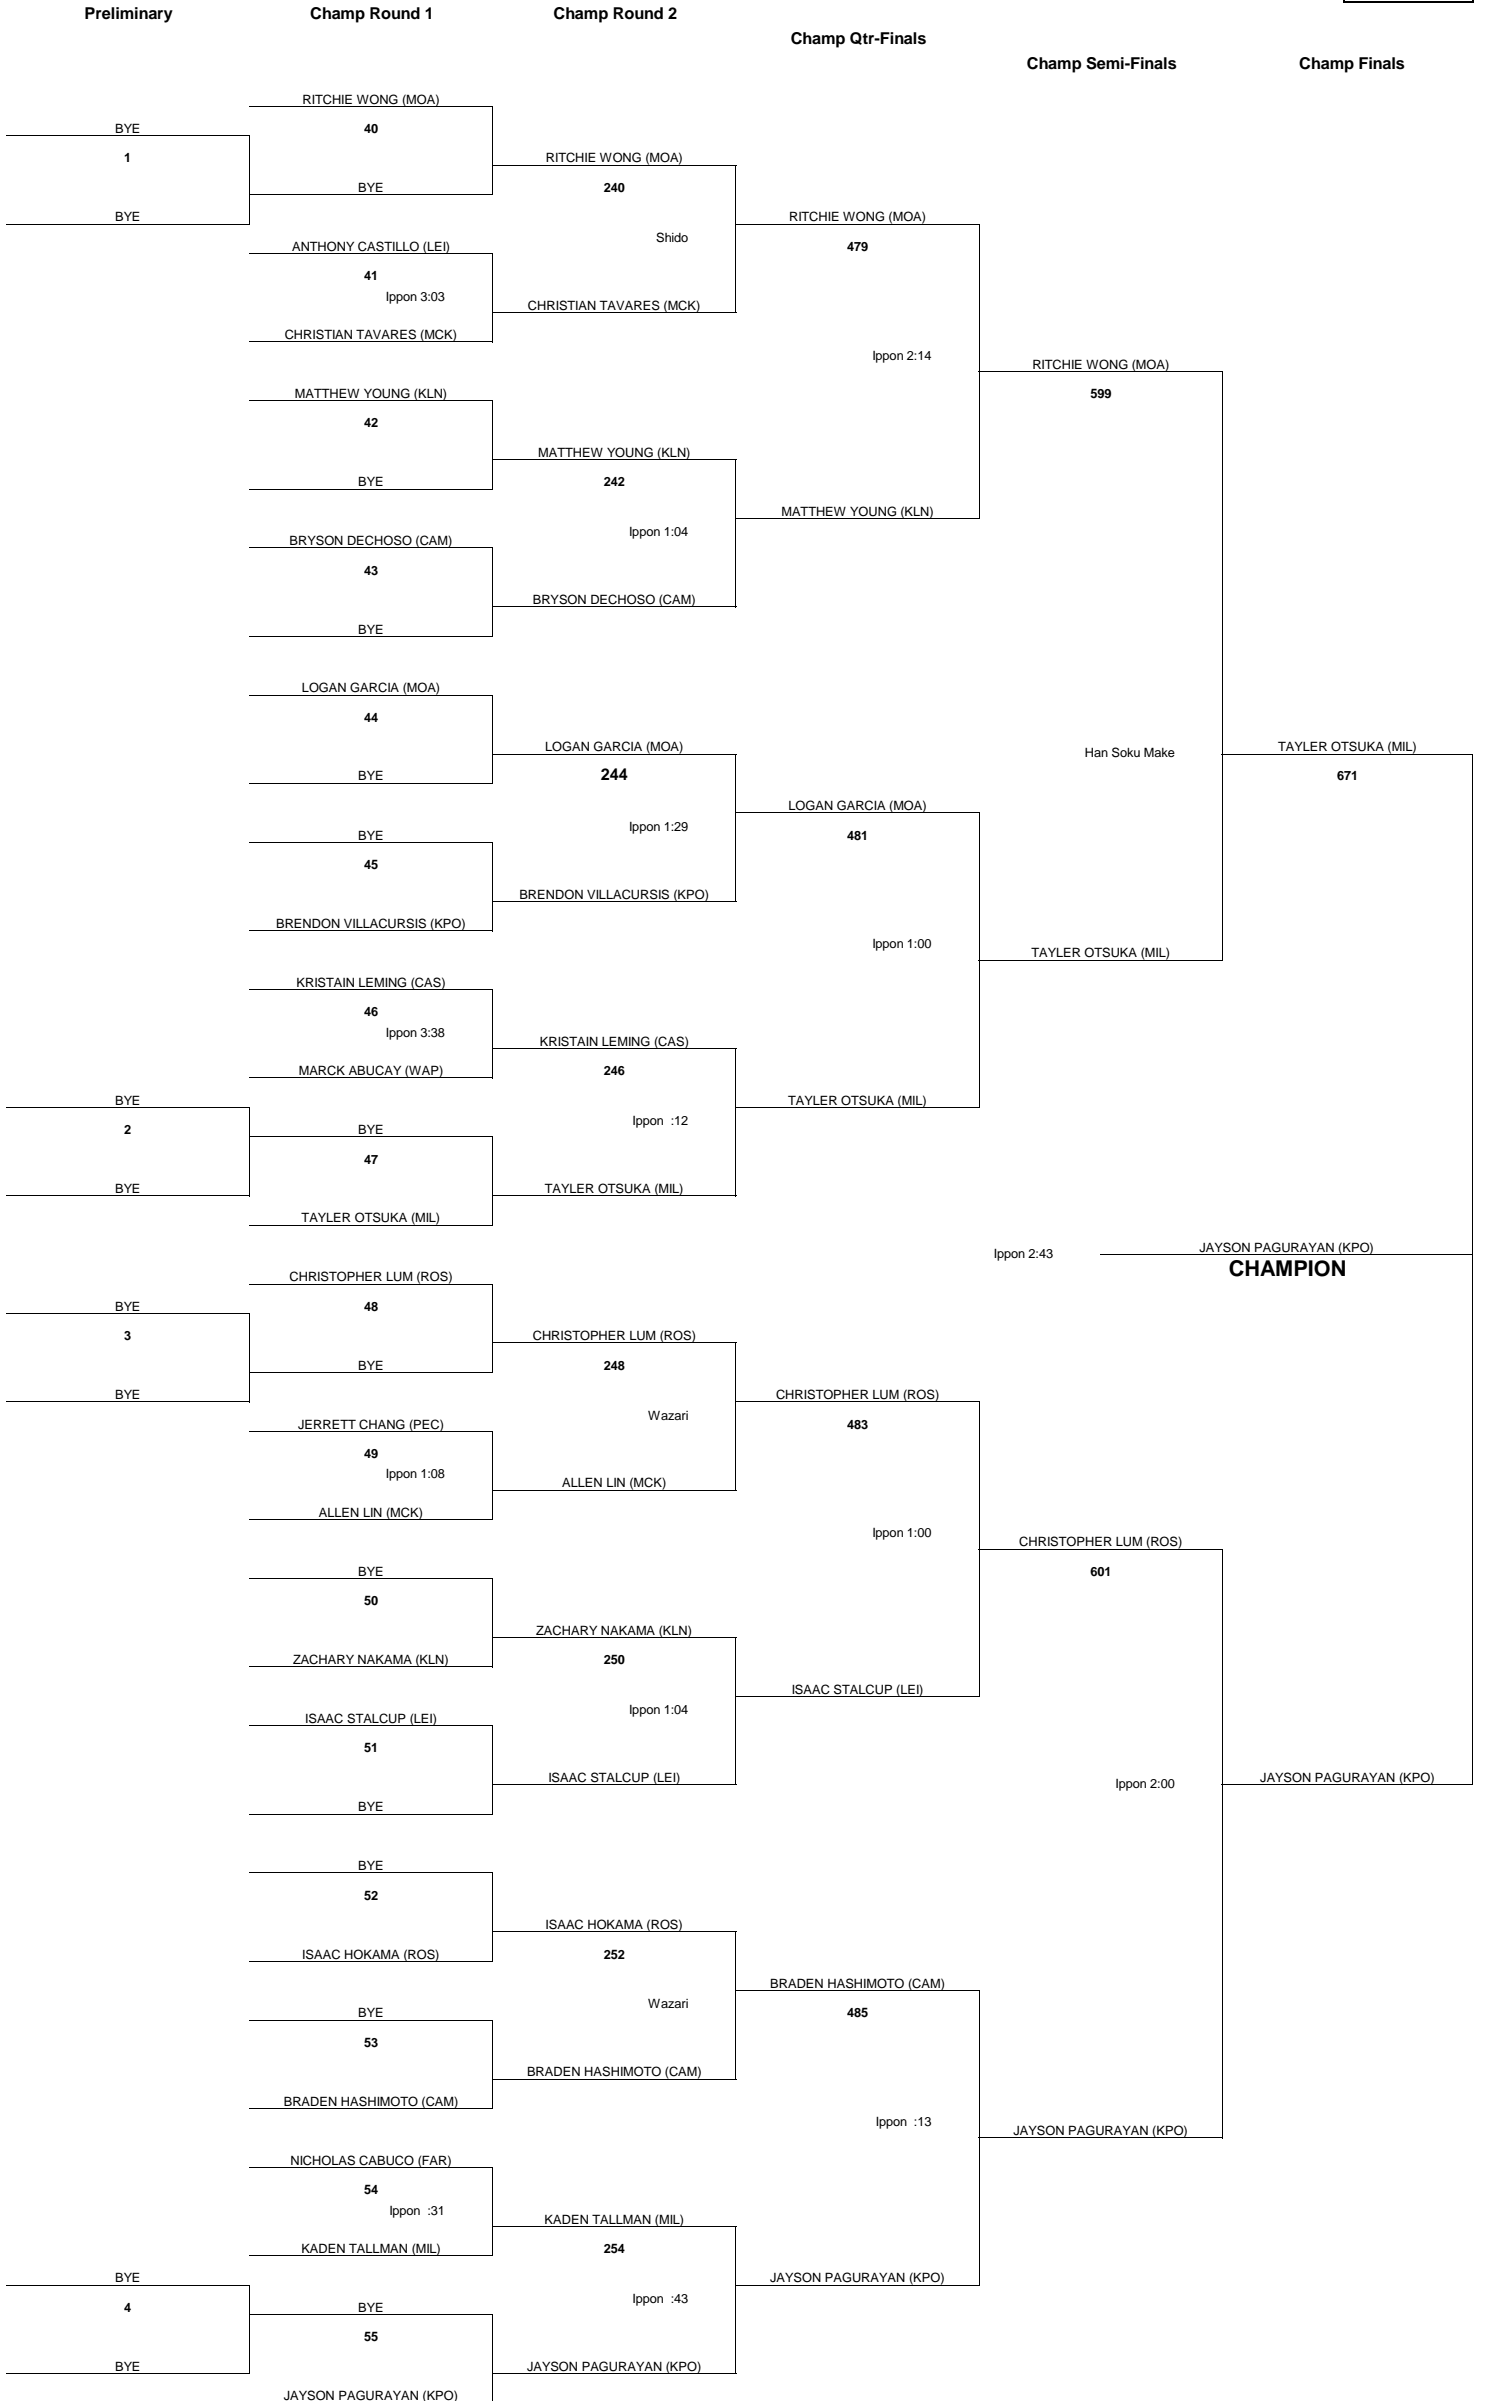 Preliminary
Champ Round 1
Champ Round 2
Champ Qtr-Finals
Champ Semi-Finals
Champ Finals
RITCHIE WONG (MOA)
BYE
40
1
RITCHIE WONG (MOA)
BYE
240
BYE
RITCHIE WONG (MOA)
Shido
ANTHONY CASTILLO (LEI)
479
41
Ippon 3:03
CHRISTIAN TAVARES (MCK)
CHRISTIAN TAVARES (MCK)
Ippon 2:14
RITCHIE WONG (MOA)
MATTHEW YOUNG (KLN)
599
42
MATTHEW YOUNG (KLN)
BYE
242
MATTHEW YOUNG (KLN)
Ippon 1:04
BRYSON DECHOSO (CAM)
43
BRYSON DECHOSO (CAM)
BYE
LOGAN GARCIA (MOA)
44
LOGAN GARCIA (MOA)
Han Soku Make
TAYLER OTSUKA (MIL)
BYE
244
671
LOGAN GARCIA (MOA)
Ippon 1:29
BYE
481
45
BRENDON VILLACURSIS (KPO)
BRENDON VILLACURSIS (KPO)
Ippon 1:00
TAYLER OTSUKA (MIL)
KRISTAIN LEMING (CAS)
46
Ippon 3:38
KRISTAIN LEMING (CAS)
MARCK ABUCAY (WAP)
246
BYE
TAYLER OTSUKA (MIL)
Ippon :12
2
BYE
47
BYE
TAYLER OTSUKA (MIL)
TAYLER OTSUKA (MIL)
Ippon 2:43
JAYSON PAGURAYAN (KPO)
CHAMPION
CHRISTOPHER LUM (ROS)
BYE
48
3
CHRISTOPHER LUM (ROS)
BYE
248
BYE
CHRISTOPHER LUM (ROS)
Wazari
JERRETT CHANG (PEC)
483
49
Ippon 1:08
ALLEN LIN (MCK)
ALLEN LIN (MCK)
Ippon 1:00
CHRISTOPHER LUM (ROS)
BYE
601
50
ZACHARY NAKAMA (KLN)
ZACHARY NAKAMA (KLN)
250
ISAAC STALCUP (LEI)
Ippon 1:04
ISAAC STALCUP (LEI)
51
ISAAC STALCUP (LEI)
Ippon 2:00
JAYSON PAGURAYAN (KPO)
BYE
BYE
52
ISAAC HOKAMA (ROS)
ISAAC HOKAMA (ROS)
252
BRADEN HASHIMOTO (CAM)
Wazari
BYE
485
53
BRADEN HASHIMOTO (CAM)
BRADEN HASHIMOTO (CAM)
Ippon :13
JAYSON PAGURAYAN (KPO)
NICHOLAS CABUCO (FAR)
54
Ippon :31
KADEN TALLMAN (MIL)
KADEN TALLMAN (MIL)
254
BYE
JAYSON PAGURAYAN (KPO)
Ippon :43
4
BYE
55
BYE
JAYSON PAGURAYAN (KPO)
JAYSON PAGURAYAN (KPO)